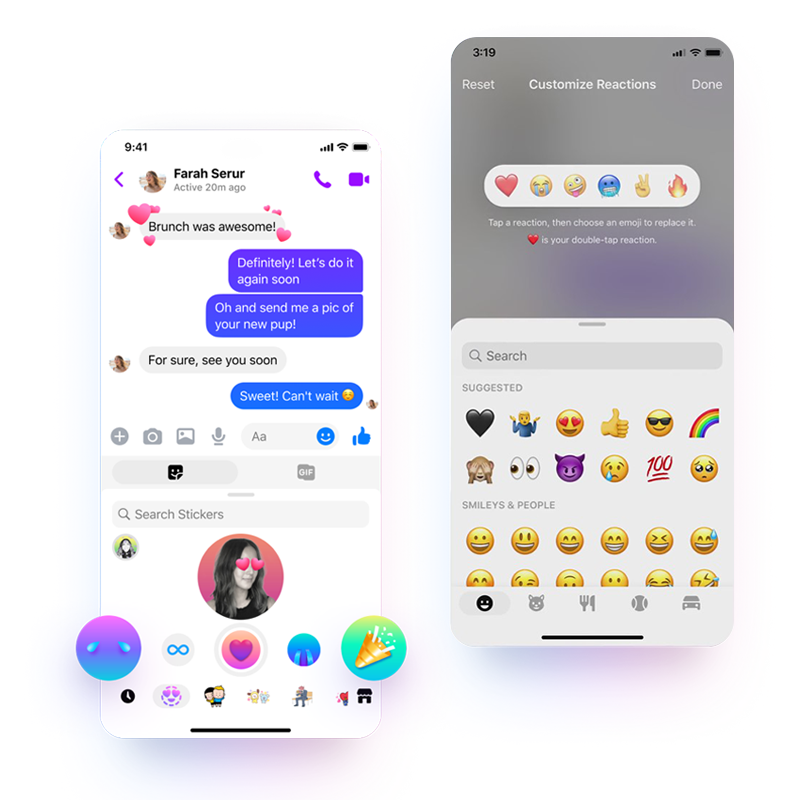 9:41
Farah Serur
Active 20m ago
Brunch was awesome!
Definitely! Let's do it
again soon
Oh and send me a pic of
your new pup!
For sure, see you soon
Sweet! Can't wait ☺️
Aa
GIF
Search Stickers
3:19
Reset Customize Reactions Done
Tap a reaction, then choose an emoji to replace it.
❤️ is your double-tap reaction.
Search
SUGGESTED
100
SMILEYS & PEOPLE